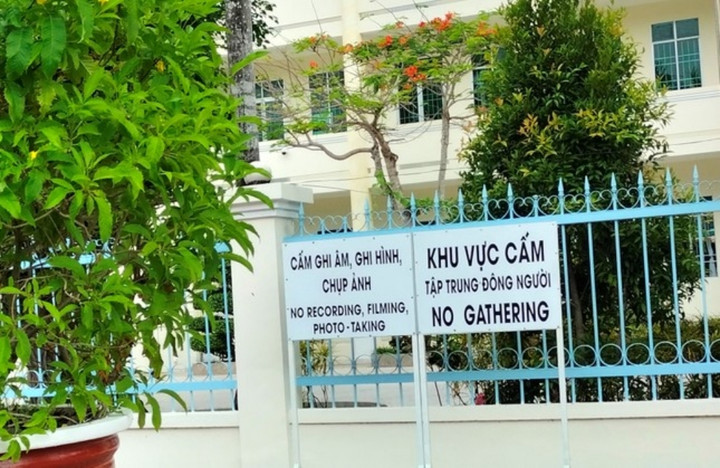 CẤM GHI ÂM, GHI HÌNH,
CHỤP ẢNH
NO RECORDING, FILMING,
PHOTO-TAKING
KHU VỰC CẤM
TẬP TRUNG ĐÔNG NGƯỜI
NO GATHERING